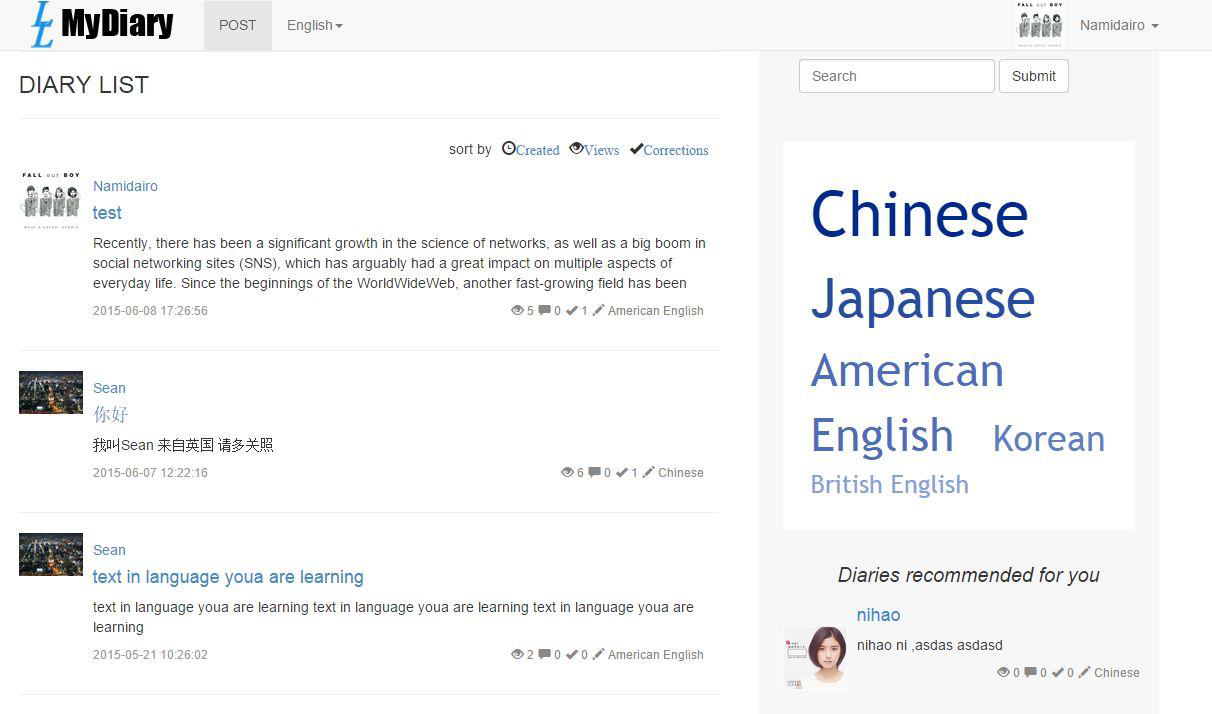 MyDiary POST English Namidairo
DIARY LIST
sort by Created Views Corrections
FALL OUT BOY
Namidairo
test
Recently, there has been a significant growth in the science of networks, as well as a big boom in
social networking sites (SNS), which has arguably had a great impact on multiple aspects of
everyday life. Since the beginnings of the WorldWideWeb, another fast-growing field has been
2015-06-08 17:26:56 5 0 1 American English
Sean
你好
我叫Sean 来自英国 请多关照
2015-06-07 12:22:16 6 0 1 Chinese
Sean
text in language youa are learning
text in language youa are learning text in language youa are learning text in language youa are
learning
2015-05-21 10:26:02 2 0 0 American English
FALL OUT BOY
Search Submit
Chinese
Japanese
American
English Korean
British English
Diaries recommended for you
nihao
nihao ni ,asdas asdasd
0 0 0 Chinese